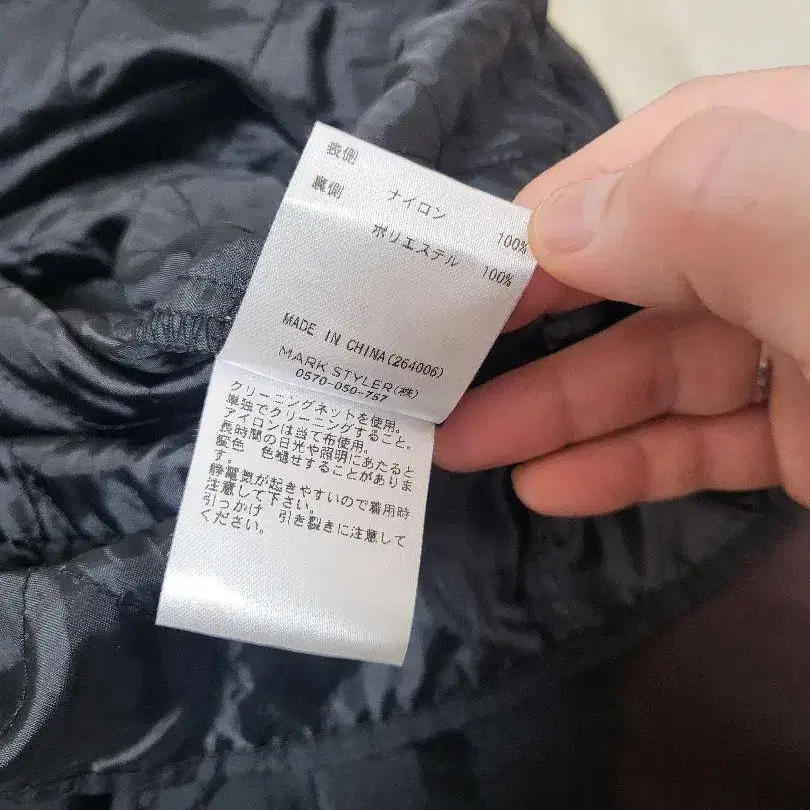 表側
裏側 ナイロン 100%
ポリエステル 100%
MADE IN CHINA(264006)
MARK STYLER(株)
0570-050-757
クリーニングネットを使用。
単独でクリーニングすること。
アイロンは当て布使用。
長時間の日光や照明にあたると
変色 色褪せすることがありま
す。
静電気が起きやすいので着用時
注意して下さい。
引っかけ 引き裂きに注意して
ください。